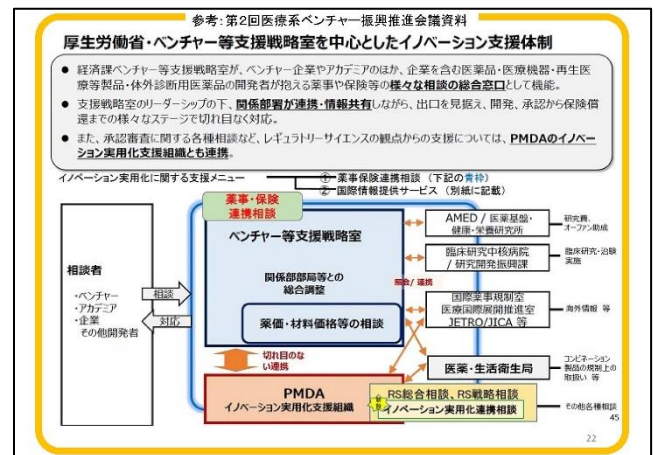 参考：第2回医療系ベンチャー振興推進会議資料
厚生労働省・ベンチャー等支援戦略室を中心としたイノベーション支援体制
● 経済課ベンチャー等支援戦略室が、ベンチャー企業やアカデミアのほか、企業を含む医薬品・医療機器・再生医
療等製品・体外診断用医薬品の開発者が抱える薬事や保険等の様々な相談の総合窓口として機能。
● 支援戦略室のリーダーシップの下、関係部署が連携・情報共有しながら、出口を見据え、開発、承認から保険償
還までの様々なステージで切れ目なく対応。
● また、承認審査に関する各種相談など、レギュラトリーサイエンスの観点からの支援については、PMDAのイノベー
ション実用化支援組織とも連携。
イノベーション実用化に関する支援メニュー
① 薬事保険連携相談（下記の青枠）
② 国際情報提供サービス（別紙に記載）
薬事・保険
連携相談
ベンチャー等支援戦略室
関係部部局等との
総合調整
薬価・材料価格等の相談
相談者
・ベンチャー
・アカデミア
・企業
その他開発者
相談
対応
切れ目のな
い連携
PMDA
イノベーション実用化支援組織
照会/連携
AMED / 医薬基盤・
健康・栄養研究所
研究費、
オーファン助成
臨床研究中核病院
/ 研究開発振興課
臨床研究・治験
実施
国際薬事規制室
医療国際展開推進室
JETRO/JICA 等
海外情報 等
医薬・生活衛生局
コンビネーション
製品の規制上の
取扱い 等
RS総合相談、RS戦略相談
イノベーション実用化連携相談
その他各種相談
45
22